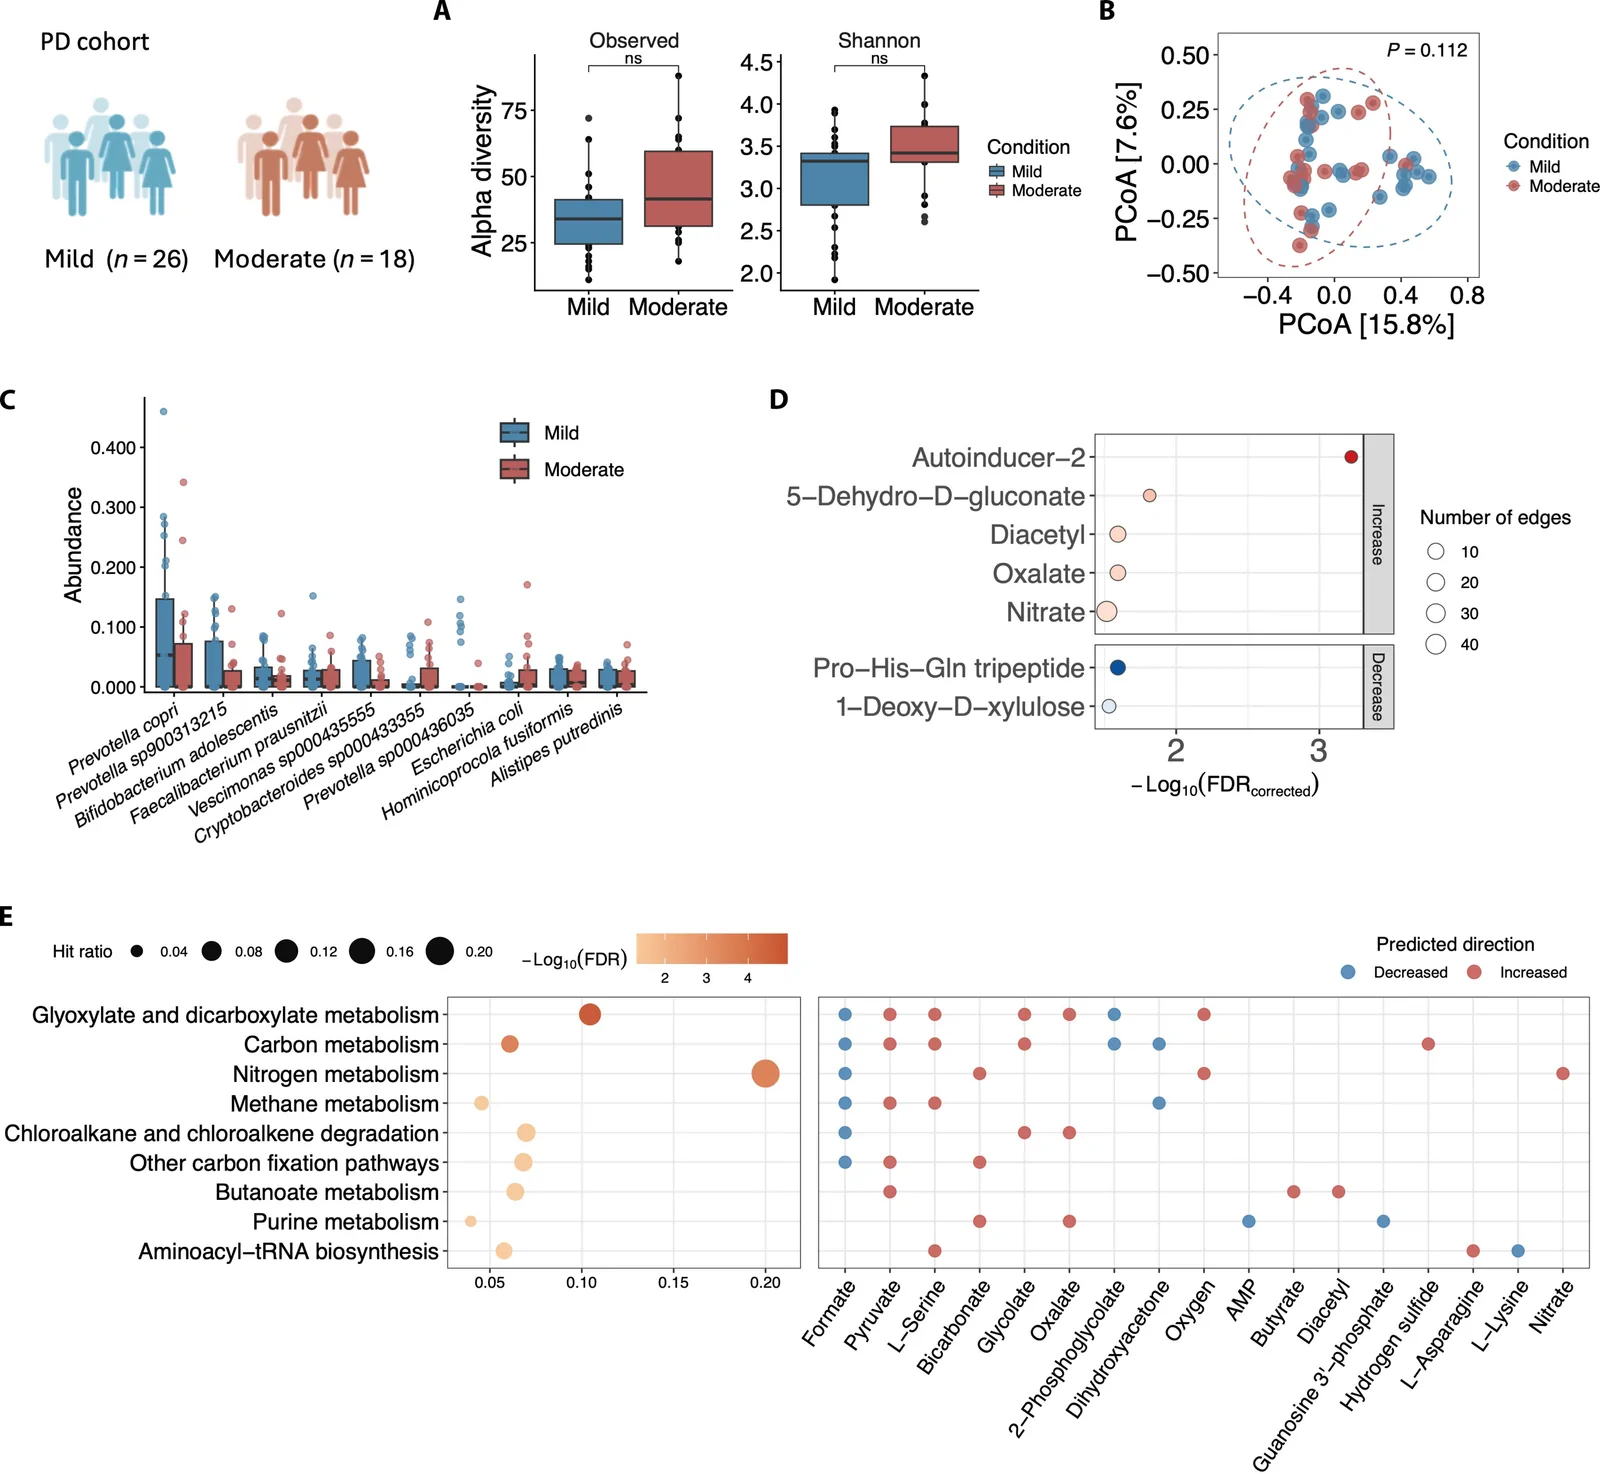 PD cohort
Mild (n = 26)
Moderate (n = 18)
A
Observed
Shannon
ns
ns
Alpha diversity
75
50
25
4.5
4.0
3.5
3.0
2.5
2.0
Mild
Moderate
Mild
Moderate
Condition
Mild
Moderate
B
P = 0.112
PCoA [7.6%]
0.50
0.25
0.00
−0.25
−0.50
−0.4
0.0
0.4
0.8
PCoA [15.8%]
Condition
Mild
Moderate
C
Abundance
0.400
0.300
0.200
0.100
0.000
Mild
Moderate
Prevotella copri
Prevotella sp900313215
Bifidobacterium adolescentis
Faecalibacterium prausnitzii
Vescimonas sp000435555
Cryptobacteroides sp000433355
Prevotella sp000436035
Escherichia coli
Hominicoprocola fusiformis
Alistipes putredinis
D
Autoinducer−2
5−Dehydro−D−gluconate
Diacetyl
Oxalate
Nitrate
Increase
Pro−His−Gln tripeptide
1−Deoxy−D−xylulose
Decrease
2
3
−Log10(FDRcorrected)
Number of edges
10
20
30
40
E
Hit ratio
0.04
0.08
0.12
0.16
0.20
−Log10(FDR)
2
3
4
Predicted direction
Decreased
Increased
Glyoxylate and dicarboxylate metabolism
Carbon metabolism
Nitrogen metabolism
Methane metabolism
Chloroalkane and chloroalkene degradation
Other carbon fixation pathways
Butanoate metabolism
Purine metabolism
Aminoacyl−tRNA biosynthesis
0.05
0.10
0.15
0.20
Formate
Pyruvate
L−Serine
Bicarbonate
Glycolate
Oxalate
2−Phosphoglycolate
Dihydroxyacetone
Oxygen
AMP
Butyrate
Diacetyl
Guanosine 3'−phosphate
Hydrogen sulfide
L−Asparagine
L−Lysine
Nitrate